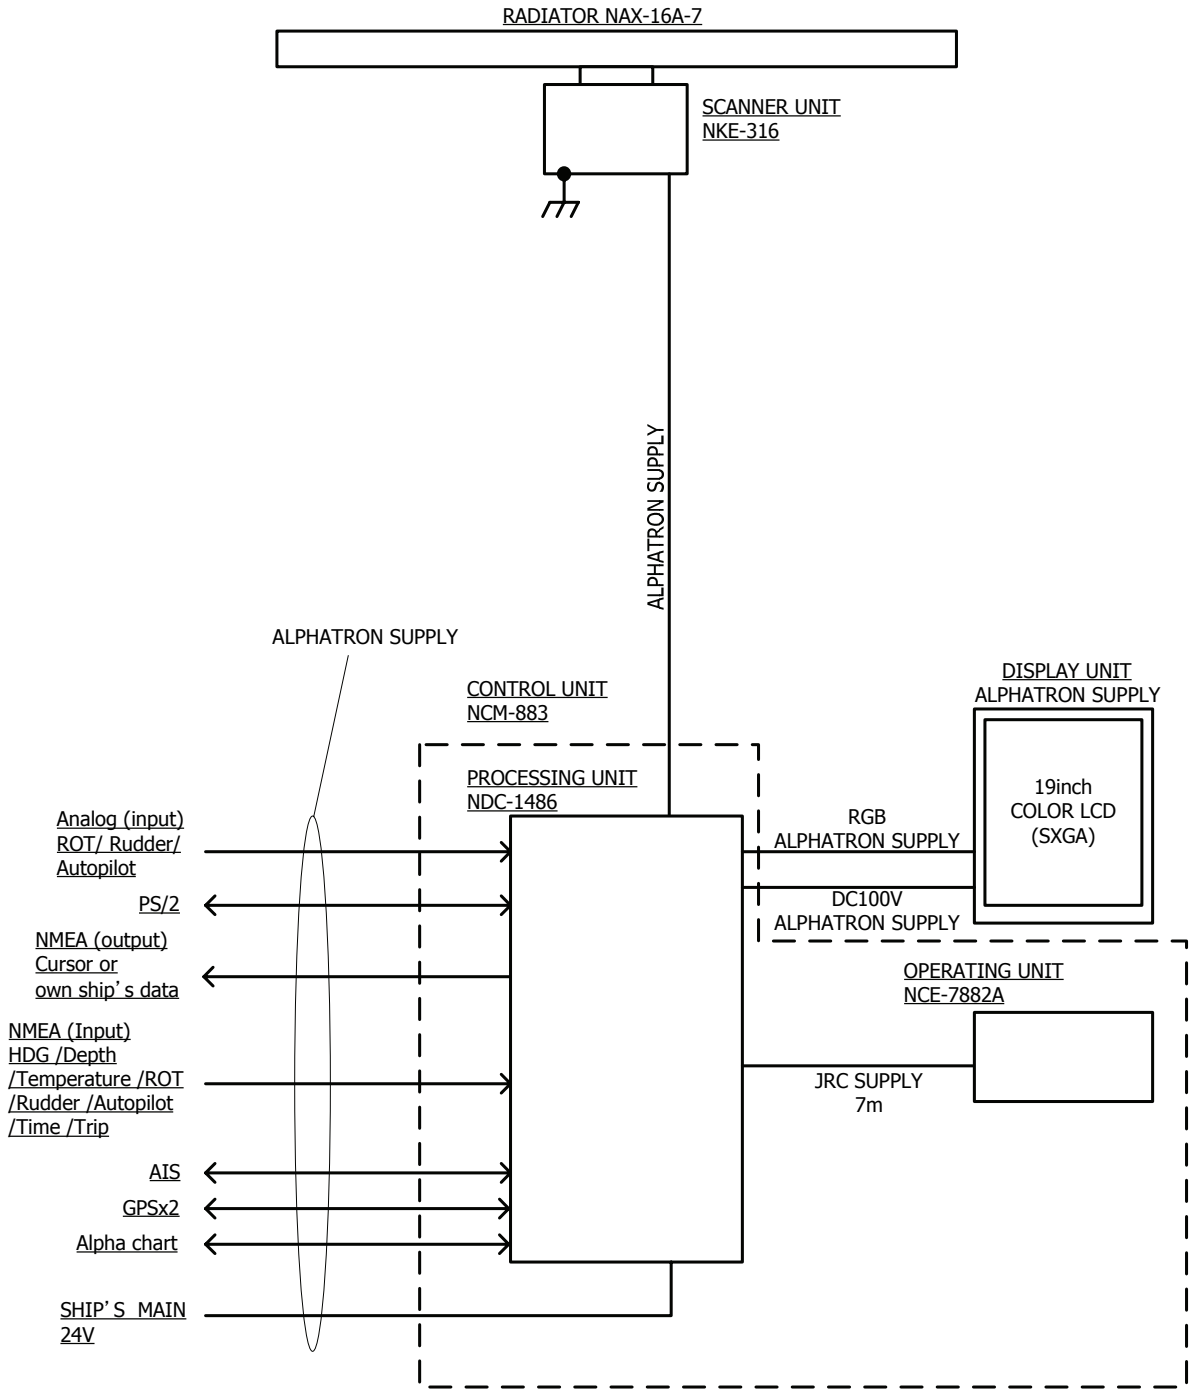 RADIATOR NAX-16A-7
SCANNER UNIT
NKE-316
ALPHATRON SUPPLY
ALPHATRON SUPPLY
CONTROL UNIT
NCM-883
DISPLAY UNIT
ALPHATRON SUPPLY
PROCESSING UNIT
NDC-1486
19inch
COLOR LCD
(SXGA)
RGB
ALPHATRON SUPPLY
DC100V
ALPHATRON SUPPLY
Analog (input)
ROT/ Rudder/
Autopilot
PS/2
NMEA (output)
Cursor or
own ship’s data
OPERATING UNIT
NCE-7882A
NMEA (Input)
HDG /Depth
/Temperature /ROT
/Rudder /Autopilot
/Time /Trip
JRC SUPPLY
7m
AIS
GPSx2
Alpha chart
SHIP’S MAIN
24V